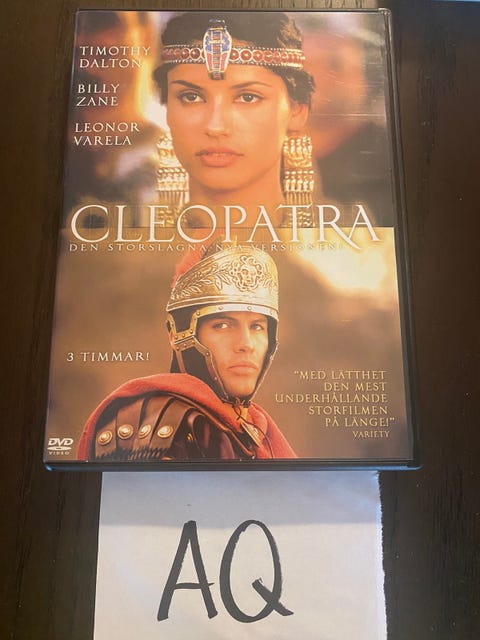 TIMOTHY
DALTON
BILLY
ZANE
LEONOR
VARELA
CLEOPATRA
DEN STORSLAGNA NYA VERSIONEN!
3 TIMMAR!
"MED LÄTTHET
DEN MEST
UNDERHÅLLANDE
STORFILMEN
PÅ LÄNGE!"
VARIETY
DVD
VIDEO
AQ